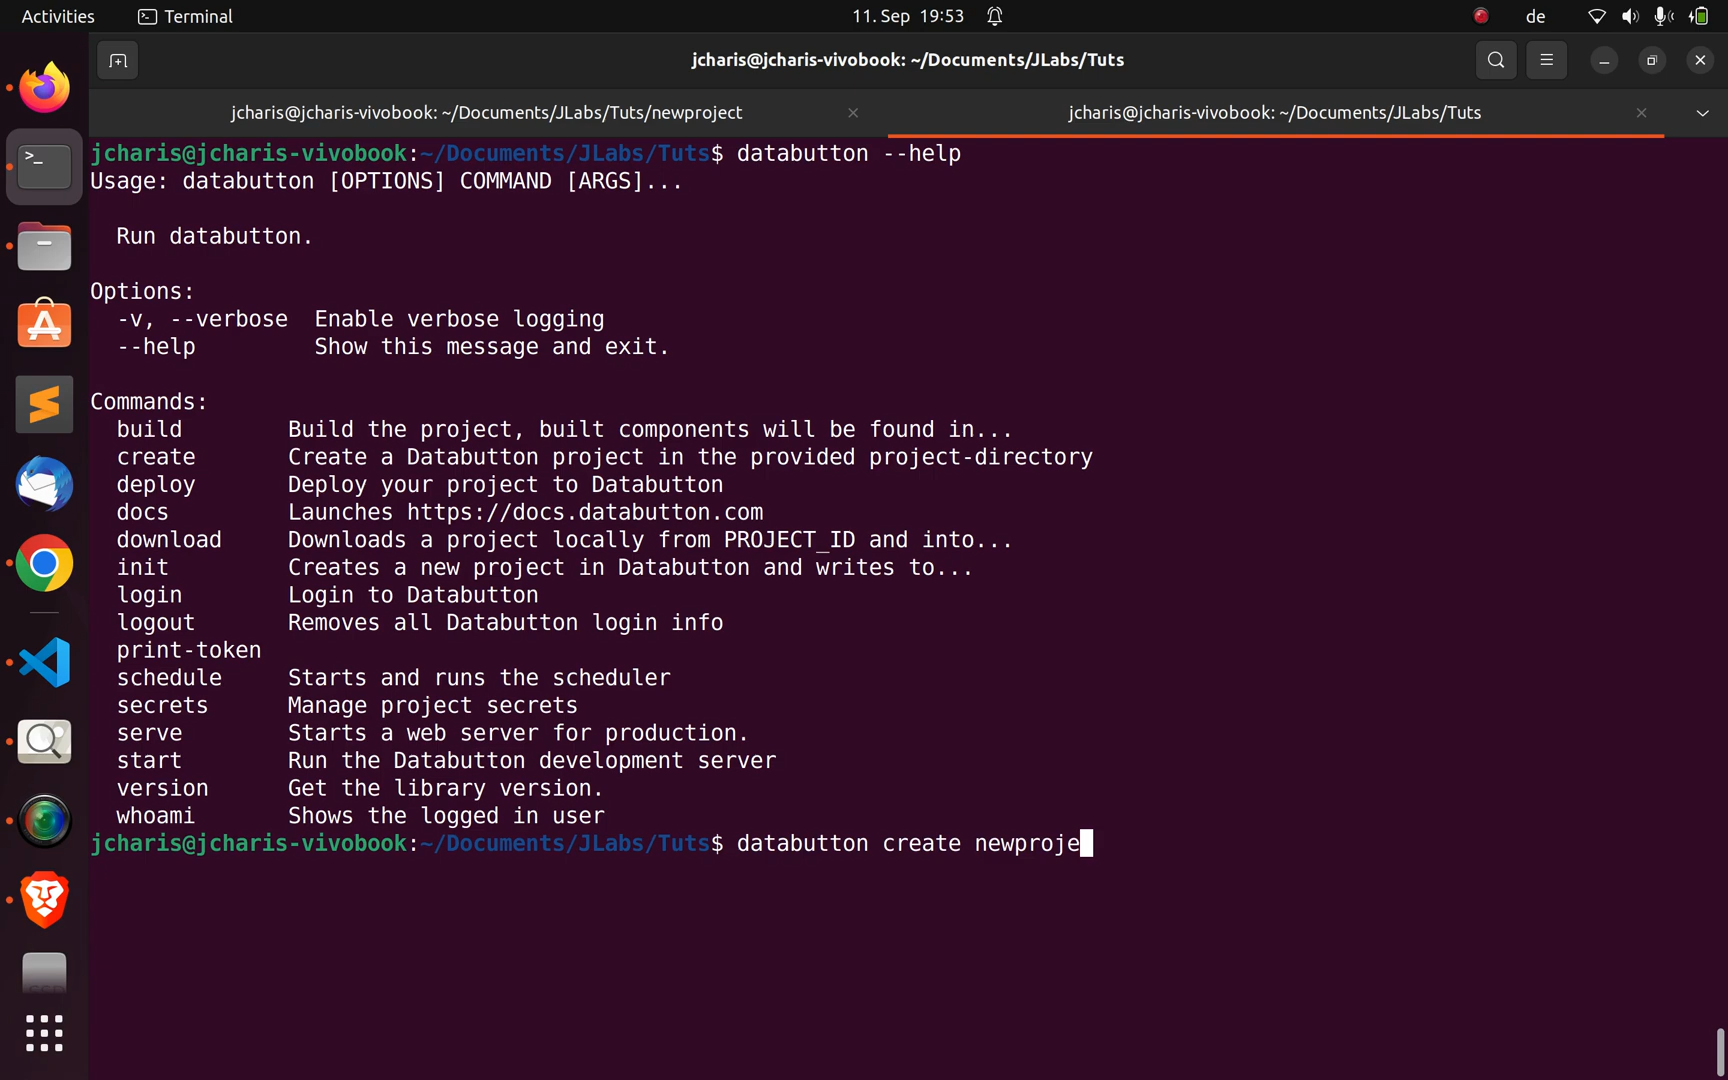 Activities
Terminal
11. Sep 19:53
de
jcharis@jcharis-vivobook: ~/Documents/JLabs/Tuts
jcharis@jcharis-vivobook: ~/Documents/JLabs/Tuts/newproject
jcharis@jcharis-vivobook: ~/Documents/JLabs/Tuts
jcharis@jcharis-vivobook:~/Documents/JLabs/Tuts$ databutton --help
Usage: databutton [OPTIONS] COMMAND [ARGS]...
Run databutton.
Options:
-v, --verbose  Enable verbose logging
--help         Show this message and exit.
Commands:
build        Build the project, built components will be found in...
create       Create a Databutton project in the provided project-directory
deploy       Deploy your project to Databutton
docs         Launches https://docs.databutton.com
download     Downloads a project locally from PROJECT_ID and into...
init         Creates a new project in Databutton and writes to...
login        Login to Databutton
logout       Removes all Databutton login info
print-token
schedule     Starts and runs the scheduler
secrets      Manage project secrets
serve        Starts a web server for production.
start        Run the Databutton development server
version      Get the library version.
whoami       Shows the logged in user
jcharis@jcharis-vivobook:~/Documents/JLabs/Tuts$ databutton create newproje